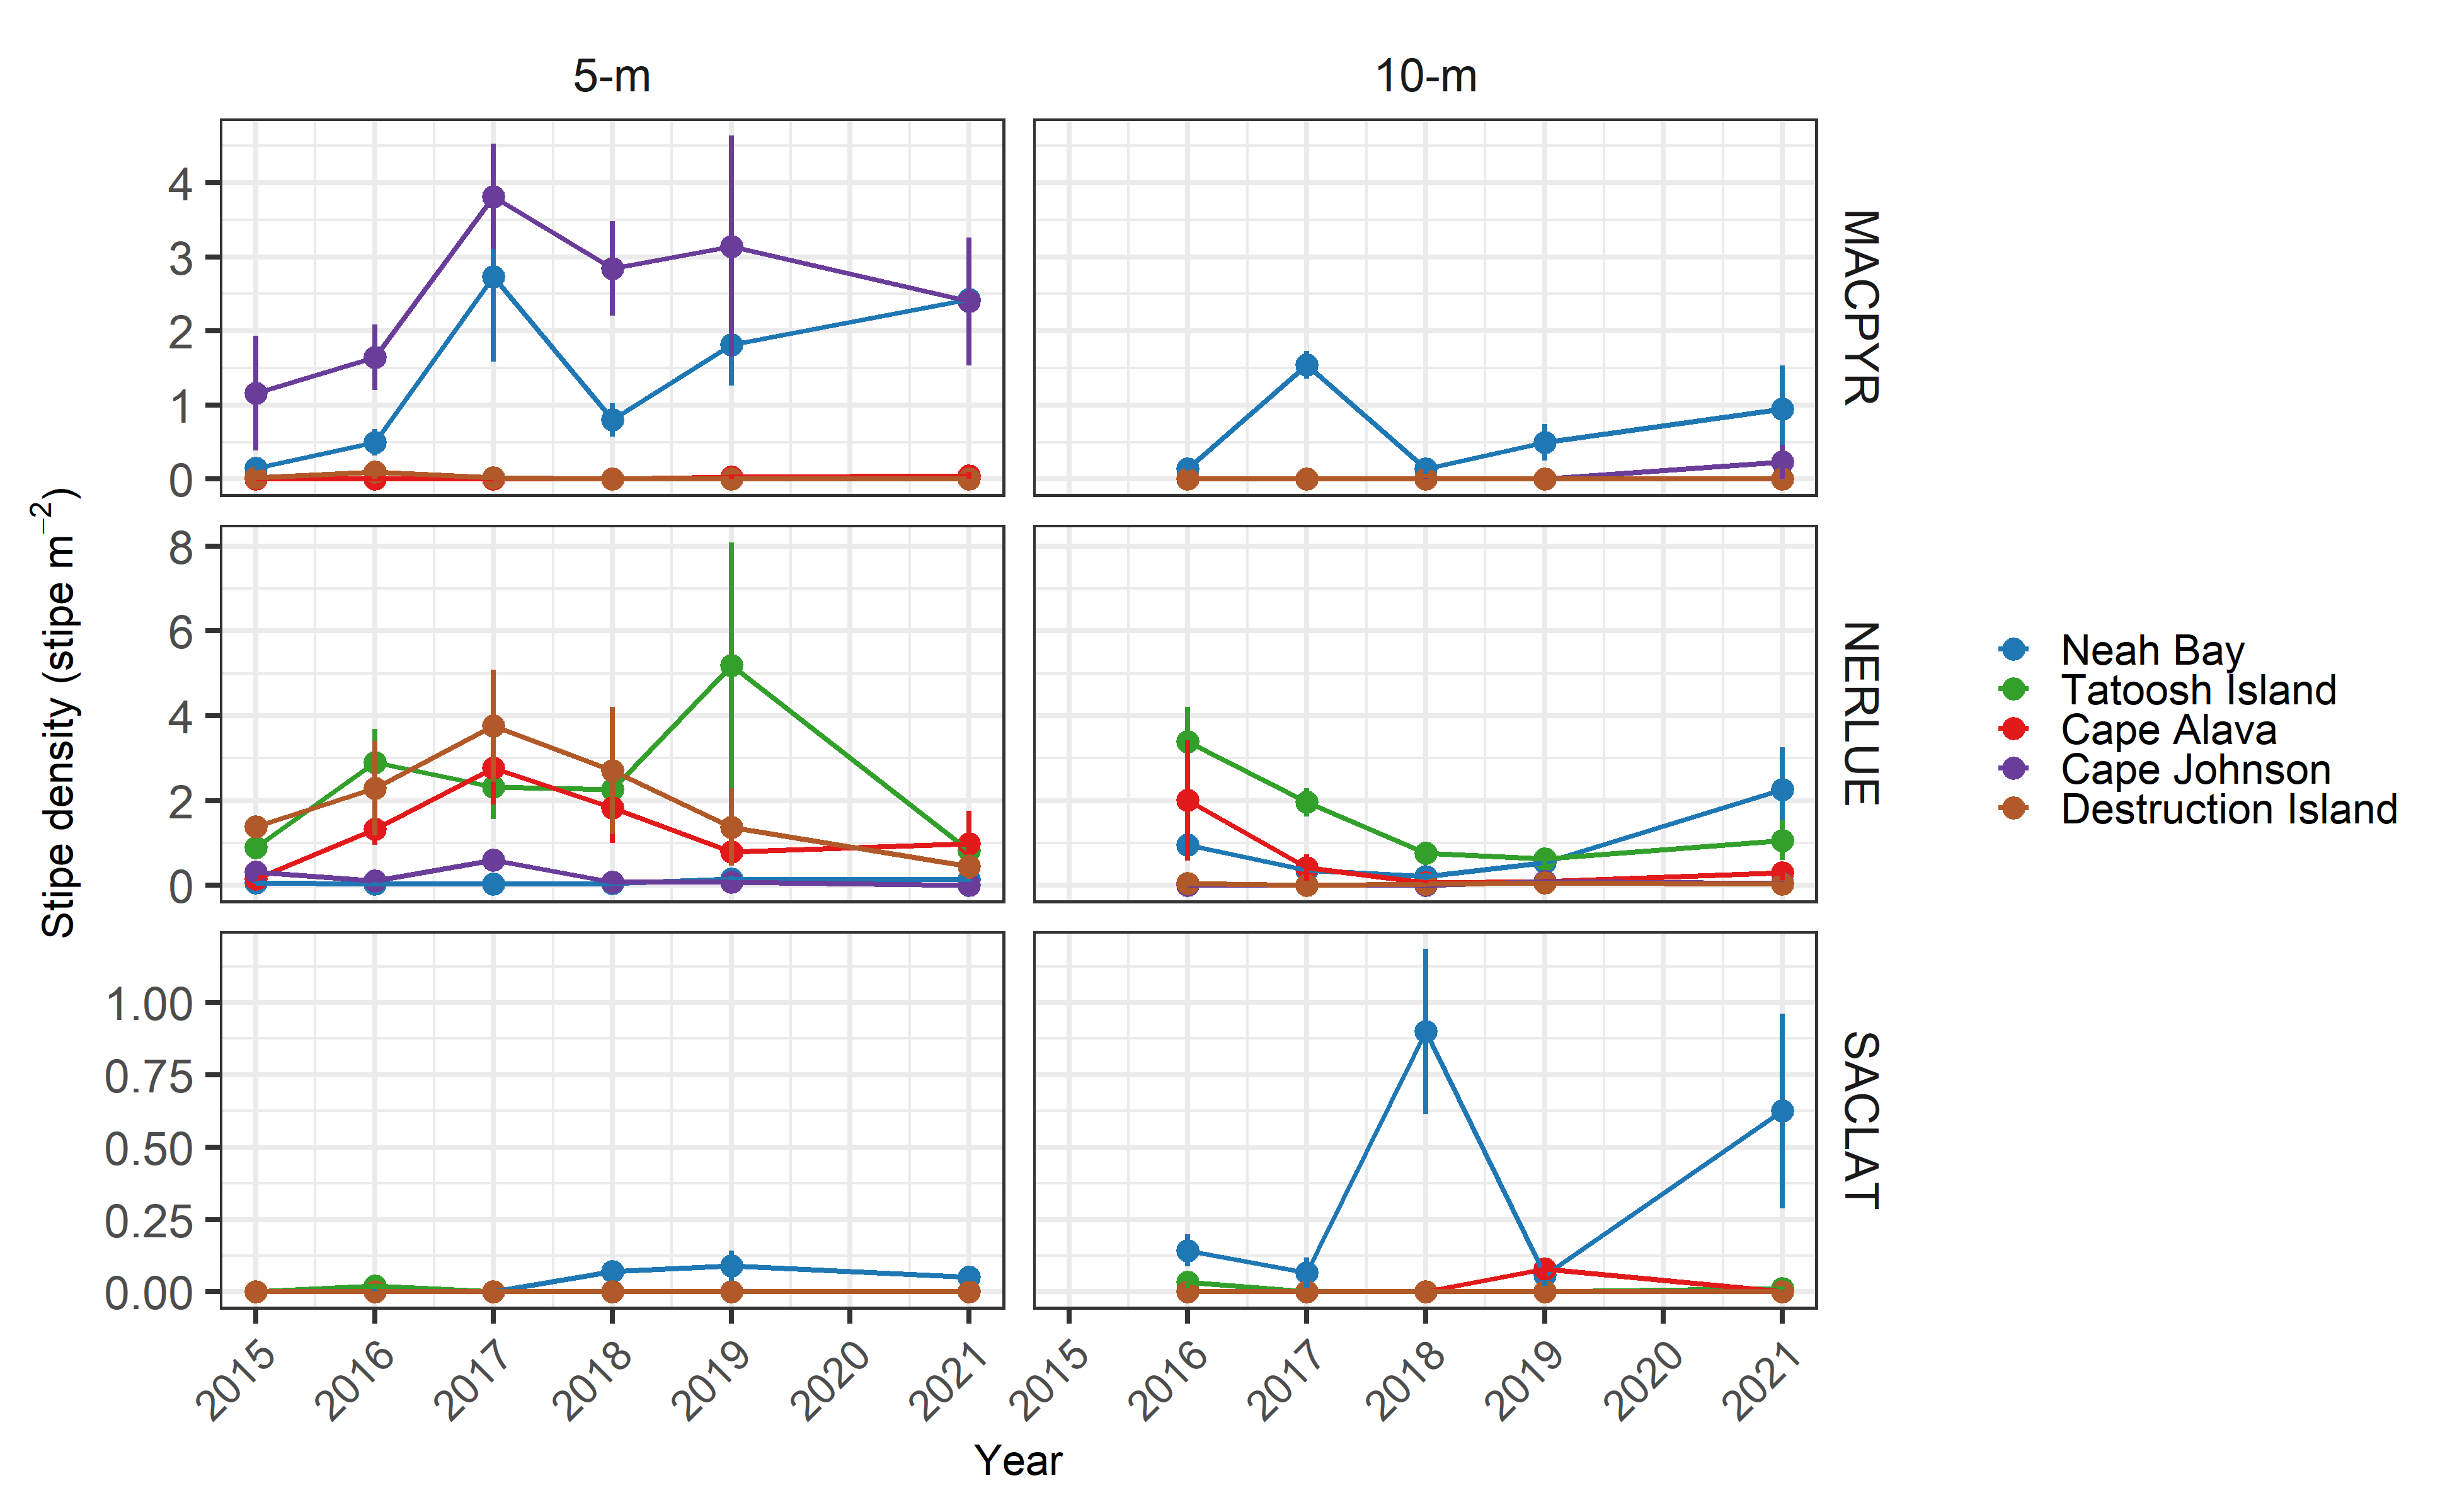 5-m
10-m
Stipe density (stipe m⁻²)
4
3
2
1
0
MACPYR
8
6
4
2
0
NERLUE
1.00
0.75
0.50
0.25
0.00
SACLAT
2015
2016
2017
2018
2019
2020
2021
2015
2016
2017
2018
2019
2020
2021
Year
Neah Bay
Tatoosh Island
Cape Alava
Cape Johnson
Destruction Island